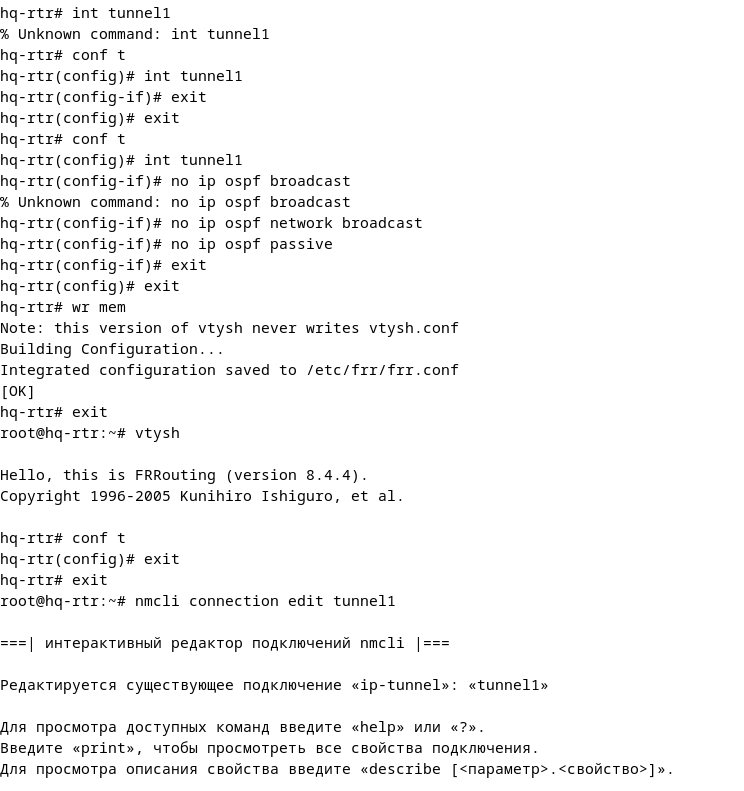 hq-rtr# int tunnel1
% Unknown command: int tunnel1
hq-rtr# conf t
hq-rtr(config)# int tunnel1
hq-rtr(config-if)# exit
hq-rtr(config)# exit
hq-rtr# conf t
hq-rtr(config)# int tunnel1
hq-rtr(config-if)# no ip ospf broadcast
% Unknown command: no ip ospf broadcast
hq-rtr(config-if)# no ip ospf network broadcast
hq-rtr(config-if)# no ip ospf passive
hq-rtr(config-if)# exit
hq-rtr(config)# exit
hq-rtr# wr mem
Note: this version of vtysh never writes vtysh.conf
Building Configuration...
Integrated configuration saved to /etc/frr/frr.conf
[OK]
hq-rtr# exit
root@hq-rtr:~# vtysh
Hello, this is FRRouting (version 8.4.4).
Copyright 1996-2005 Kunihiro Ishiguro, et al.
hq-rtr# conf t
hq-rtr(config)# exit
hq-rtr# exit
root@hq-rtr:~# nmcli connection edit tunnel1
===| интерактивный редактор подключений nmcli |===
Редактируется существующее подключение «ip-tunnel»: «tunnel1»
Для просмотра доступных команд введите «help» или «?».
Введите «print», чтобы просмотреть все свойства подключения.
Для просмотра описания свойства введите «describe [<параметр>.<свойство>]».